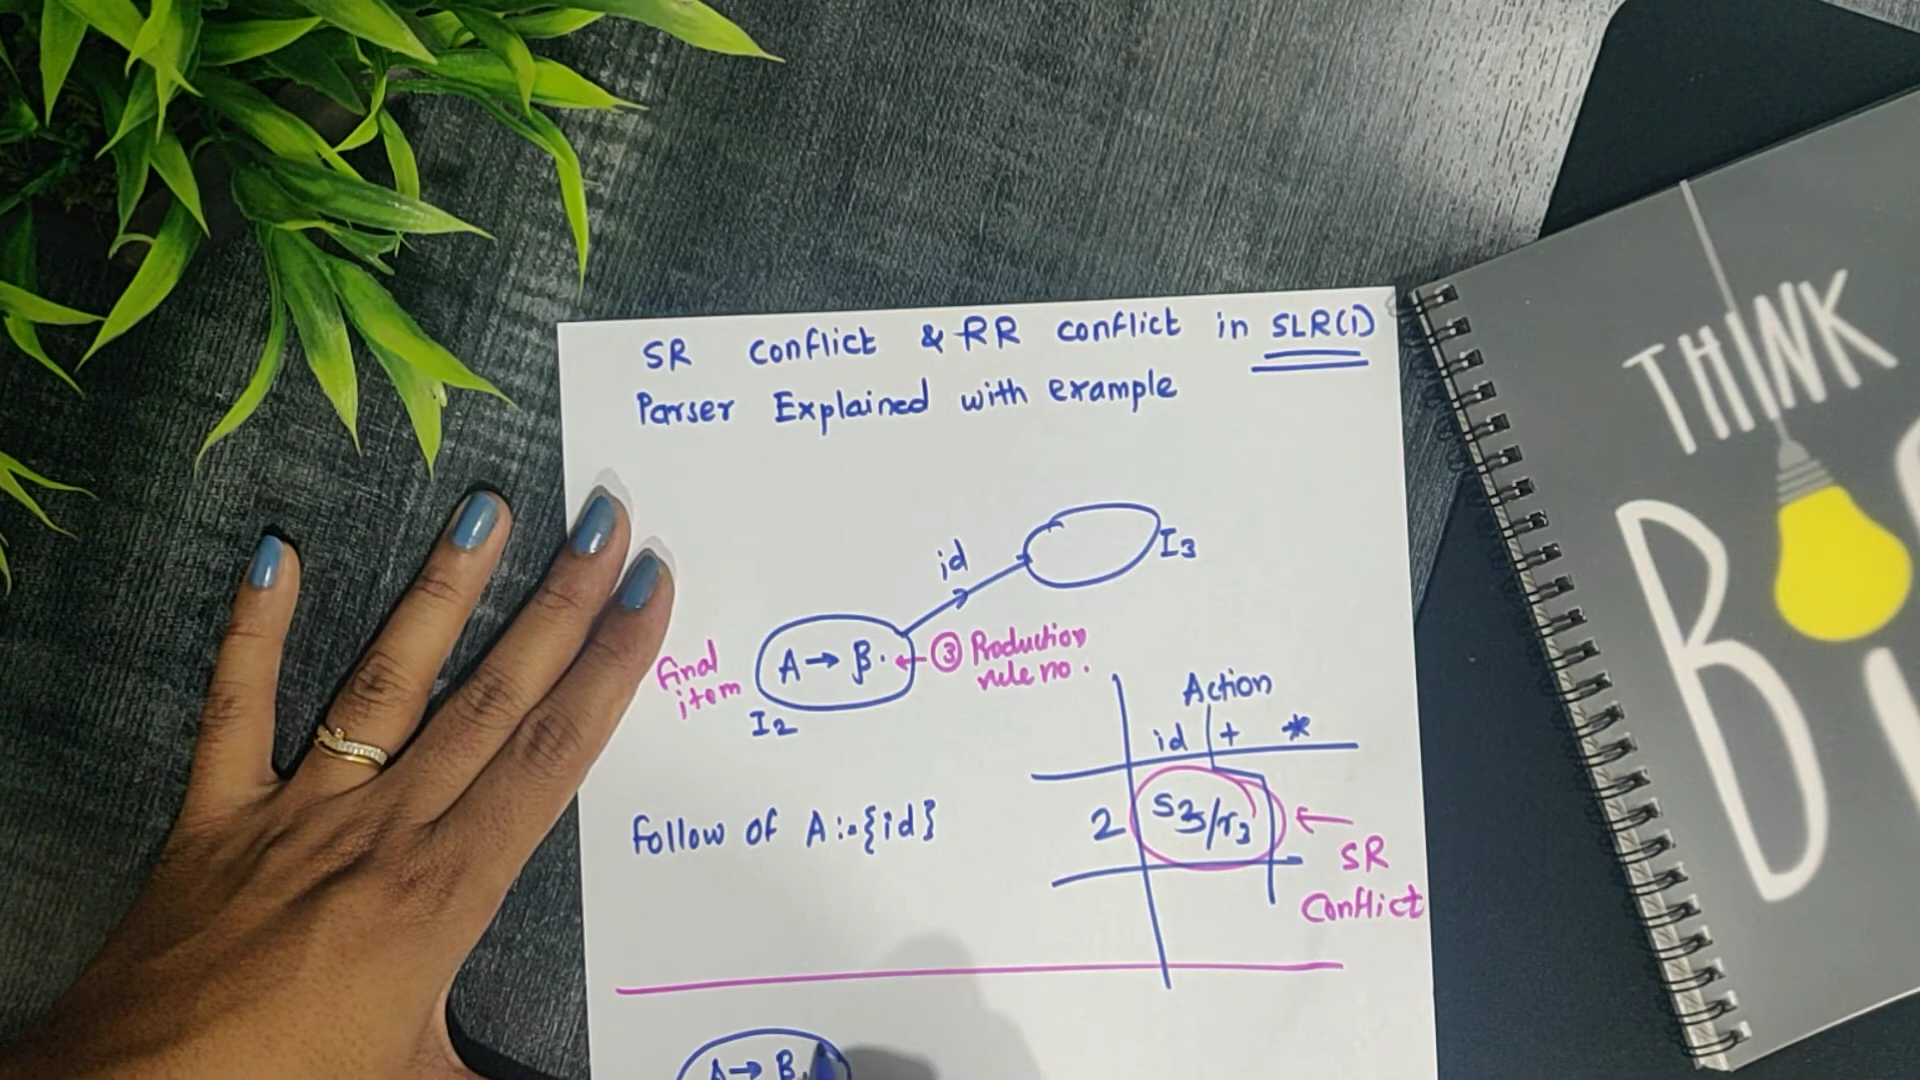 SR Conflict & RR conflict in SLR(1)
Parser Explained with example
id
I3
A → β.
← ③ Production
rule no.
final
item
I2
Action
id + *
Follow of A := {id}
2 S3/r3
← SR
Conflict
A → B.
THINK